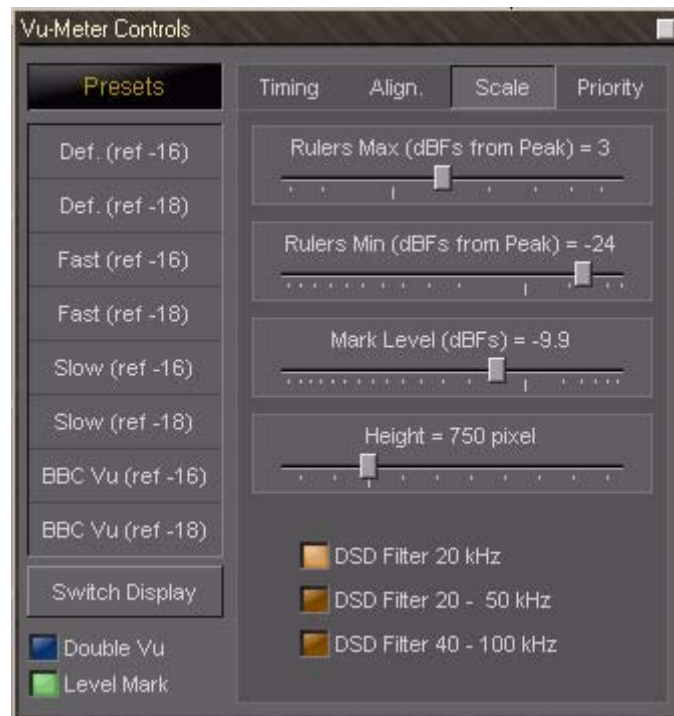 Vu-Meter Controls
Presets
Def. (ref -16)
Def. (ref -18)
Fast (ref -16)
Fast (ref -18)
Slow (ref -16)
Slow (ref -18)
BBC Vu (ref -16)
BBC Vu (ref -18)
Switch Display
Double Vu
Level Mark
Timing Align. Scale Priority
Rulers Max (dBFs from Peak) = 3
Rulers Min (dBFs from Peak) = -24
Mark Level (dBFs) = -9.9
Height = 750 pixel
DSD Filter 20 kHz
DSD Filter 20 - 50 kHz
DSD Filter 40 - 100 kHz